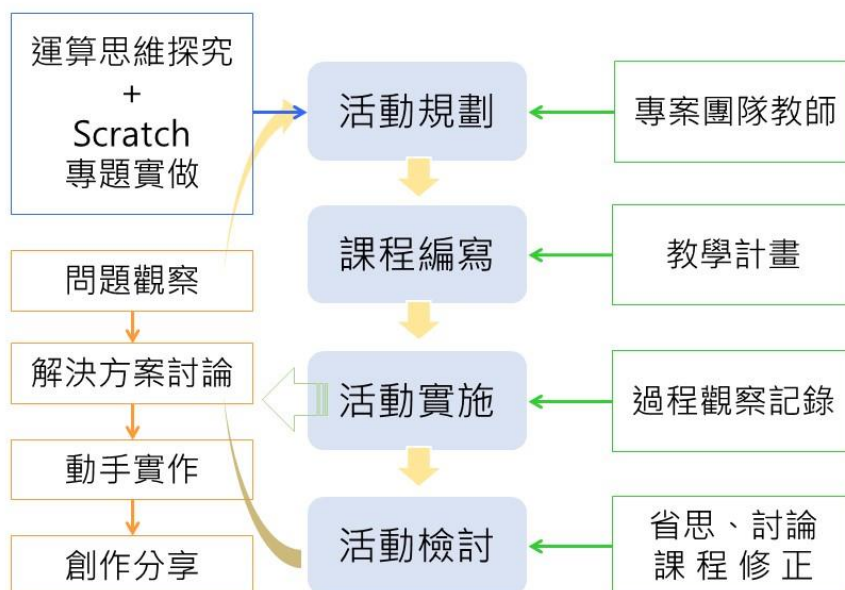 運算思維探究
+
Scratch
專題實做
活動規劃
專案團隊教師
課程編寫
教學計畫
問題觀察
解決方案討論
活動實施
過程觀察記錄
動手實作
創作分享
活動檢討
省思、討論
課程修正